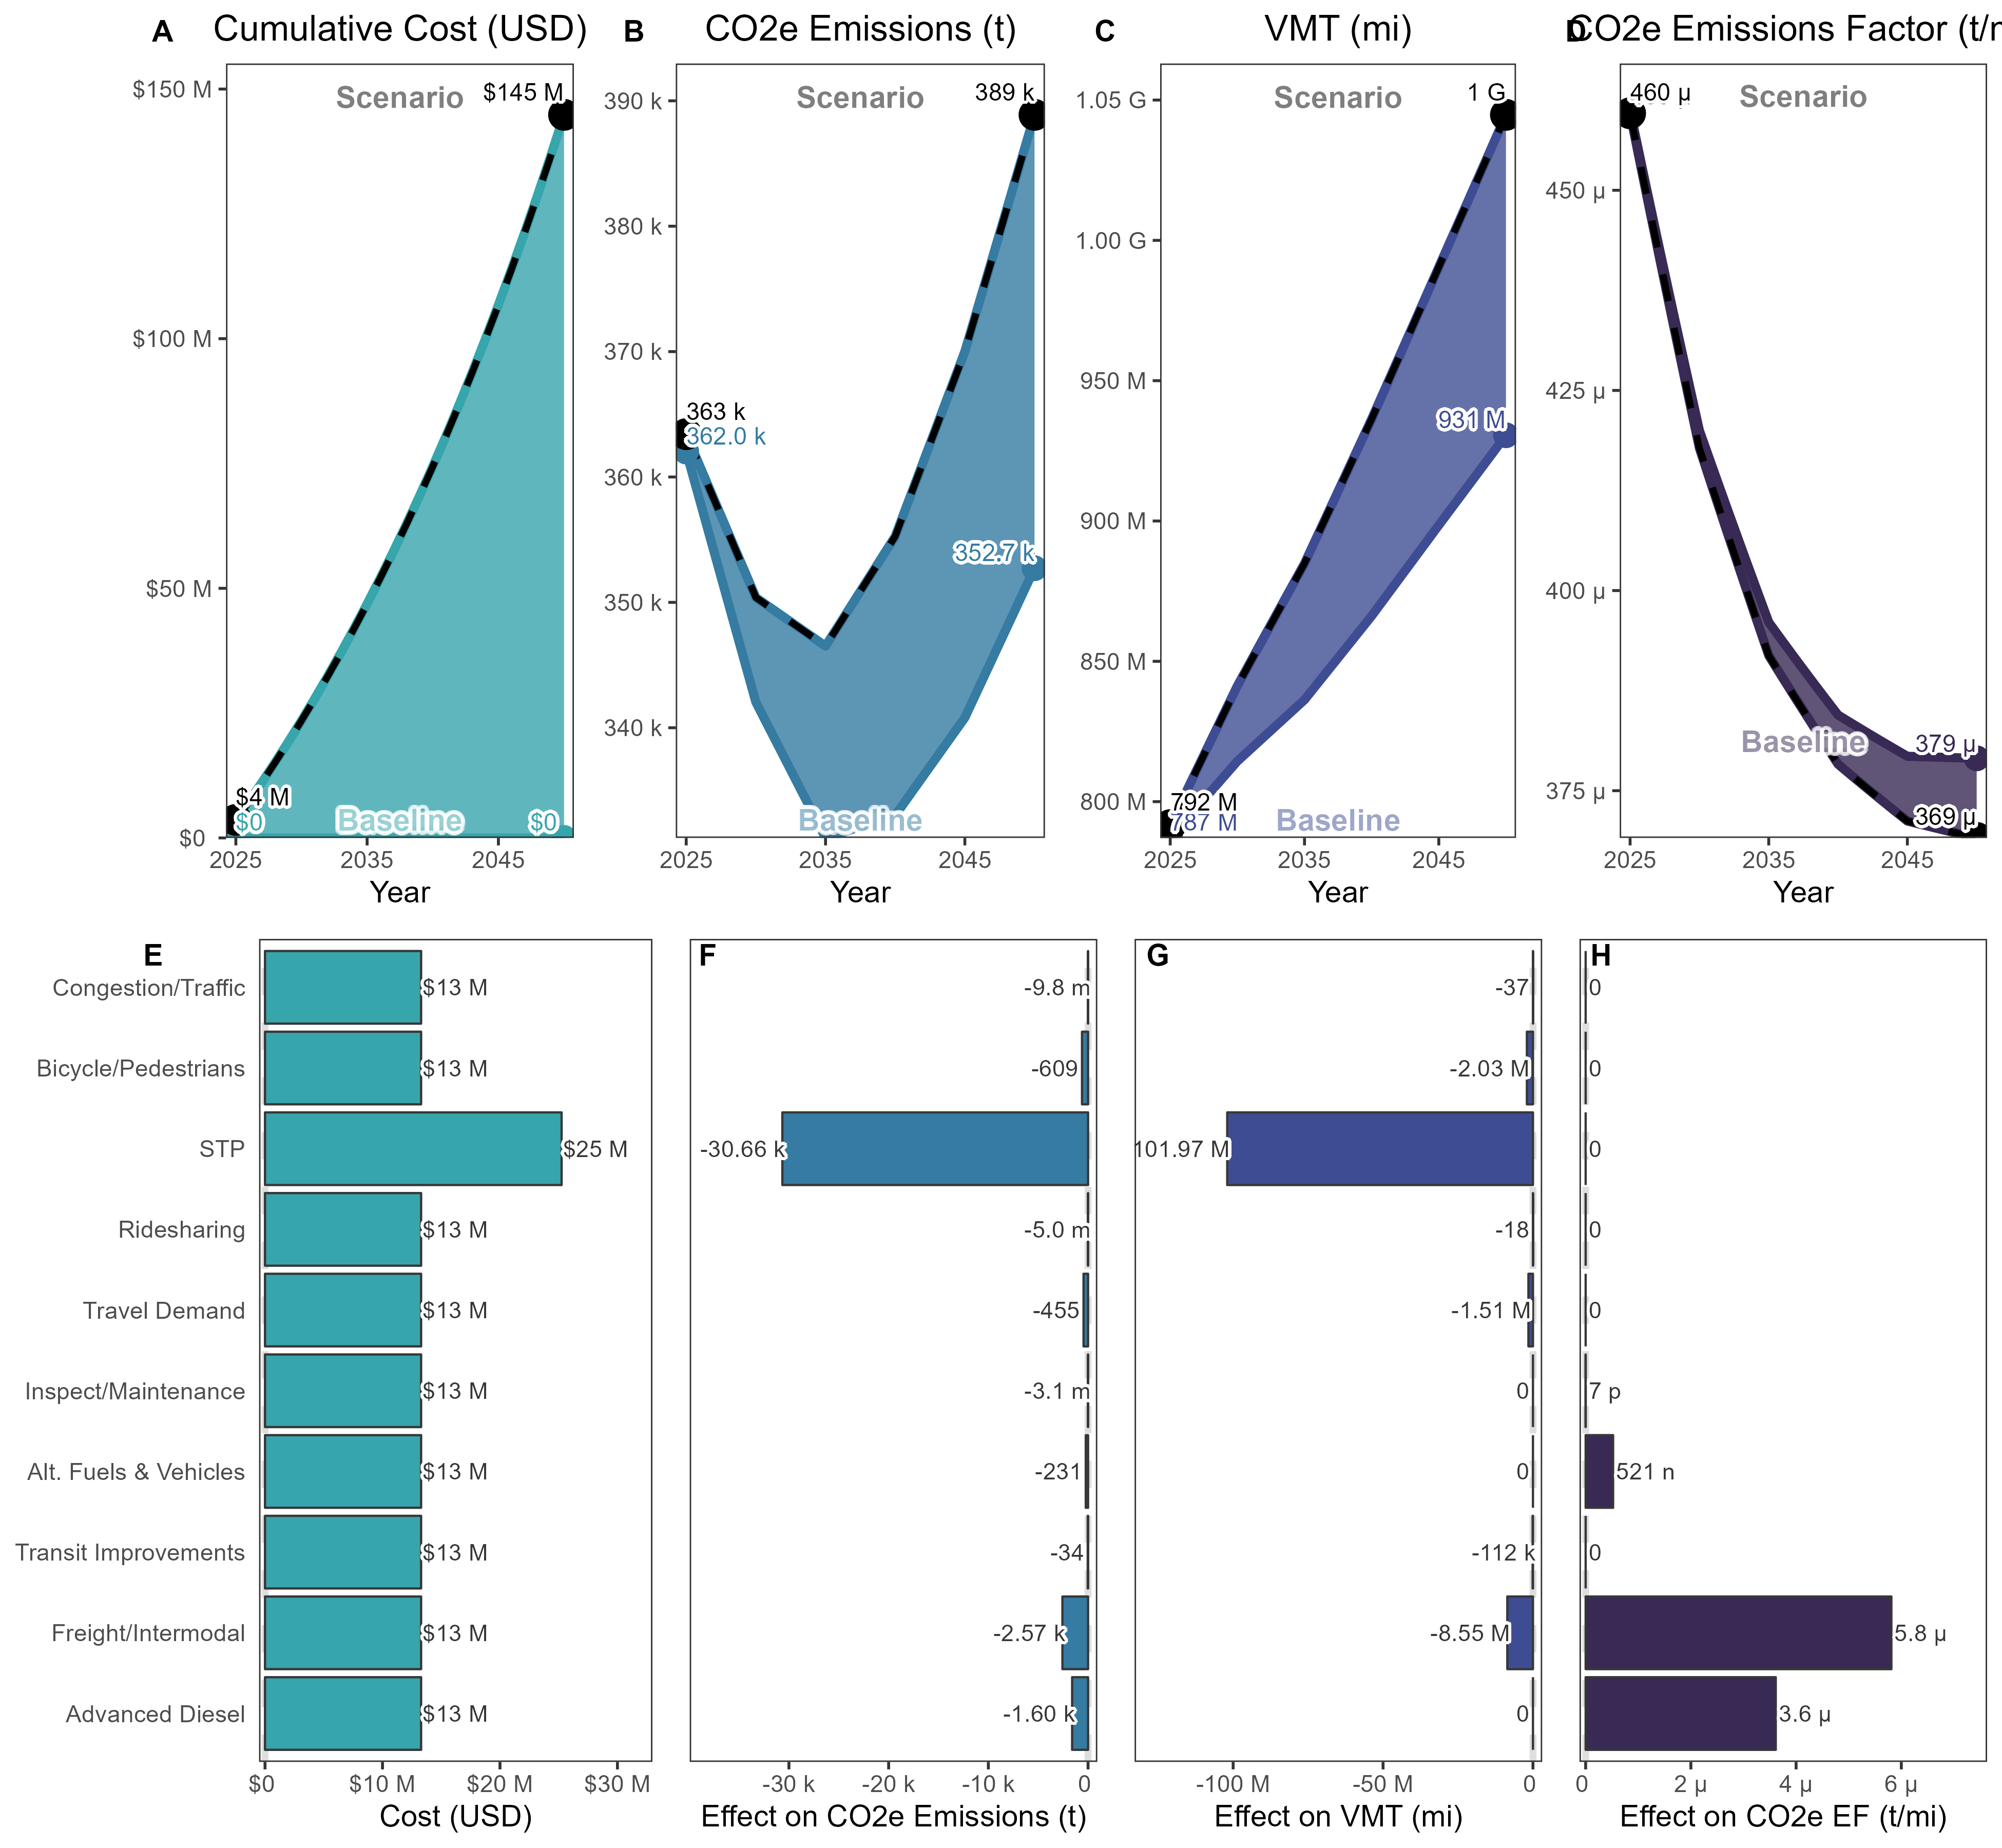 A Cumulative Cost (USD)
$150 M
$100 M
$50 M
$0
Scenario
$145 M
$4 M
$0
Baseline
$0
2025 2035 2045
Year
B CO2e Emissions (t)
390 k
380 k
370 k
360 k
350 k
340 k
Scenario
389 k
363 k
362.0 k
352.7 k
Baseline
2025 2035 2045
Year
C VMT (mi)
1.05 G
1.00 G
950 M
900 M
850 M
800 M
Scenario
1 G
931 M
792 M
787 M
Baseline
2025 2035 2045
Year
D CO2e Emissions Factor (t/
450 µ
425 µ
400 µ
375 µ
460 µ
Scenario
Baseline
379 µ
369 µ
2025 2035 2045
Year
E
Congestion/Traffic $13 M
Bicycle/Pedestrians $13 M
STP $25 M
Ridesharing $13 M
Travel Demand $13 M
Inspect/Maintenance $13 M
Alt. Fuels & Vehicles $13 M
Transit Improvements $13 M
Freight/Intermodal $13 M
Advanced Diesel $13 M
$0 $10 M $20 M $30 M
Cost (USD)
F
-9.8 m
-609
-30.66 k
-5.0 m
-455
-3.1 m
-231
-34
-2.57 k
-1.60 k
-30 k -20 k -10 k 0
Effect on CO2e Emissions (t)
G
-37
-2.03 M
101.97 M
-18
-1.51 M
0
0
-112 k
-8.55 M
0
-100 M -50 M 0
Effect on VMT (mi)
H
0
0
0
0
0
7 p
521 n
0
5.8 µ
3.6 µ
0 2 µ 4 µ 6 µ
Effect on CO2e EF (t/mi)